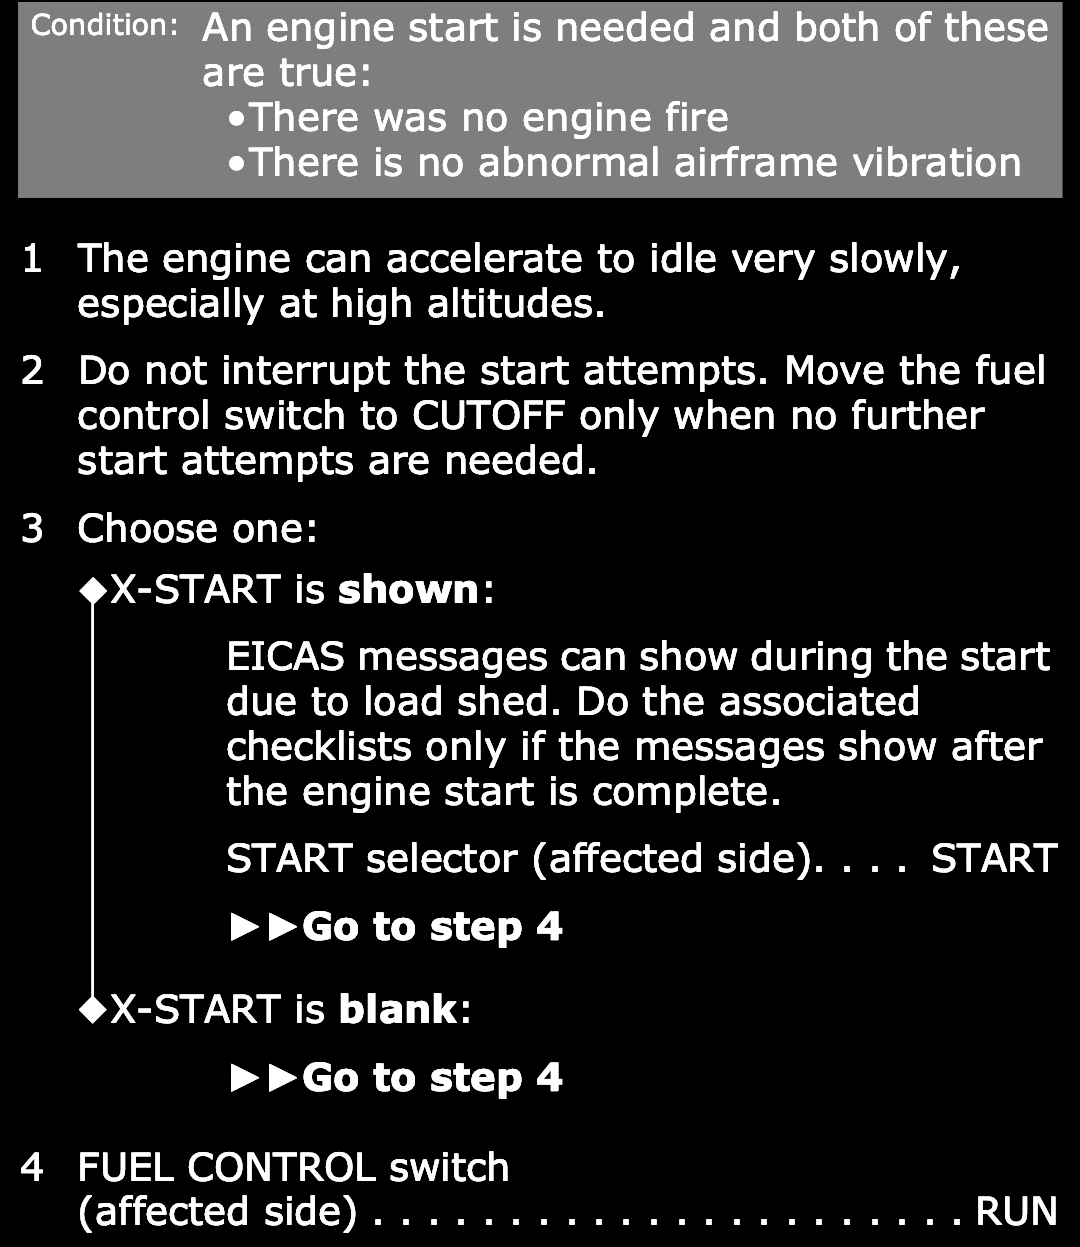 Condition: An engine start is needed and both of these
are true:
•There was no engine fire
•There is no abnormal airframe vibration
1 The engine can accelerate to idle very slowly,
especially at high altitudes.
2 Do not interrupt the start attempts. Move the fuel
control switch to CUTOFF only when no further
start attempts are needed.
3 Choose one:
◆X-START is shown:
EICAS messages can show during the start
due to load shed. Do the associated
checklists only if the messages show after
the engine start is complete.
START selector (affected side). . . . START
►►Go to step 4
◆X-START is blank:
►►Go to step 4
4 FUEL CONTROL switch
(affected side) . . . . . . . . . . . . . . . . . . . . . . RUN